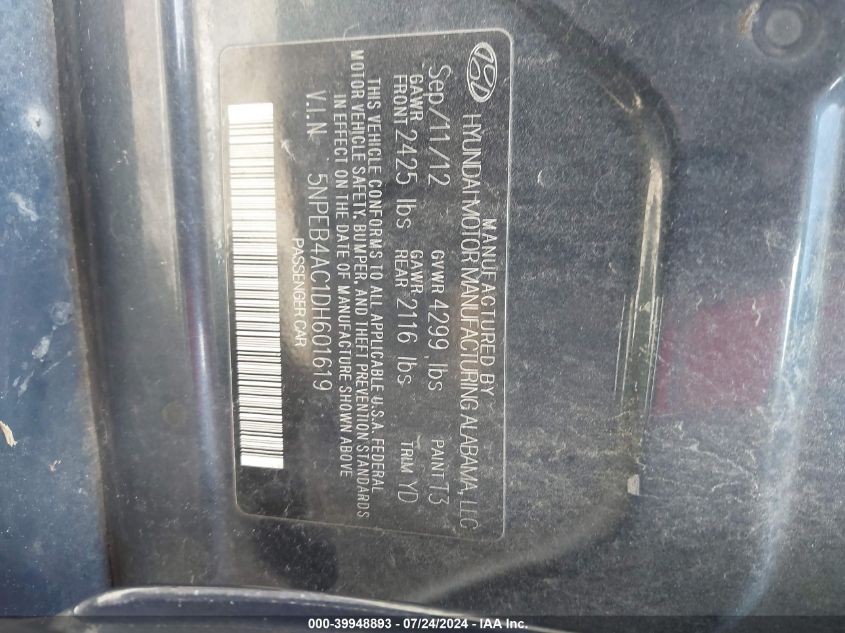 MANUFACTURED BY
HYUNDAI MOTOR MANUFACTURING ALABAMA, LLC
Sep/11/12 GVWR 4299 lbs PAINT T3
GAWR FRONT 2425 lbs GAWR REAR 2116 lbs TRIM YD
THIS VEHICLE CONFORMS TO ALL APPLICABLE U.S.A. FEDERAL
MOTOR VEHICLE SAFETY, BUMPER, AND THEFT PREVENTION STANDARDS
IN EFFECT ON THE DATE OF MANUFACTURE SHOWN ABOVE
V.I.N 5NPEB4AC1DH601619
PASSENGER CAR
000-39948893 - 07/24/2024 - IAA Inc.